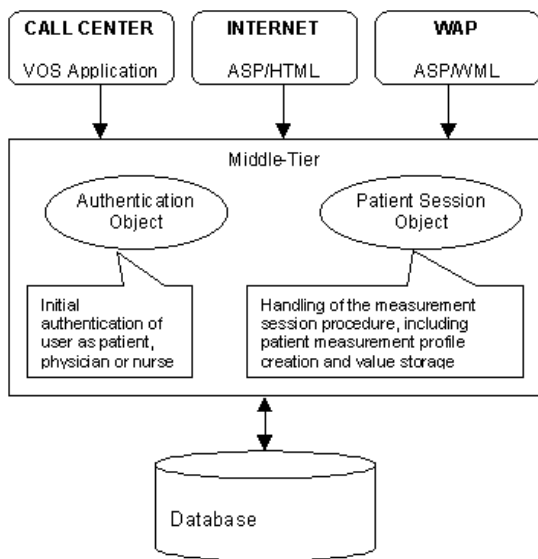 CALL CENTER
VOS Application
INTERNET
ASP/HTML
WAP
ASP/WML
Middle-Tier
Authentication
Object
Patient Session
Object
Initial
authentication of
user as patient,
physician or nurse
Handling of the measurement
session procedure, including
patient measurement profile
creation and value storage
Database